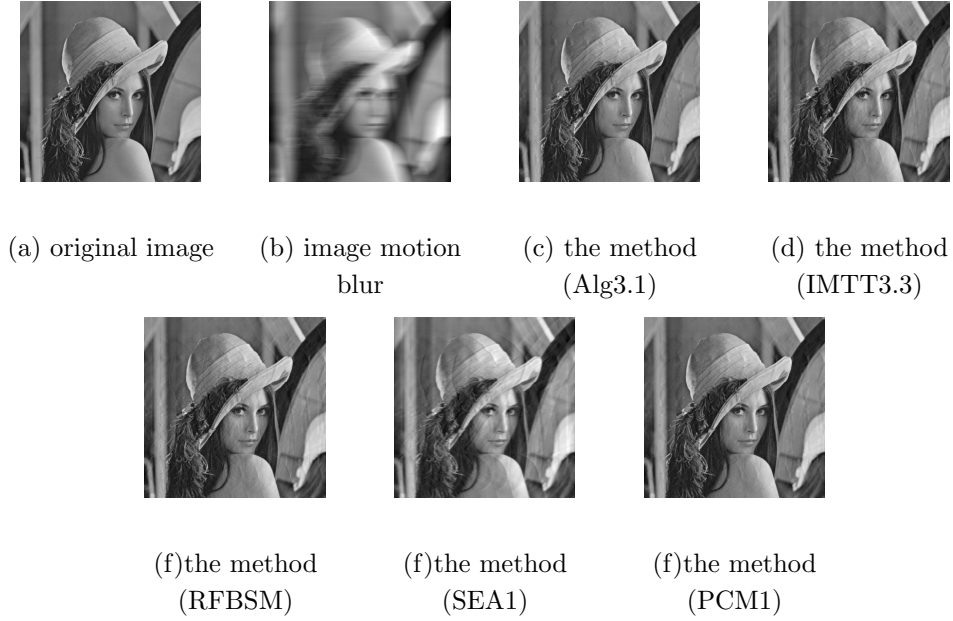 (a) original image
(b) image motion
blur
(c) the method
(Alg3.1)
(d) the method
(IMTT3.3)
(f)the method
(RFBSM)
(f)the method
(SEA1)
(f)the method
(PCM1)